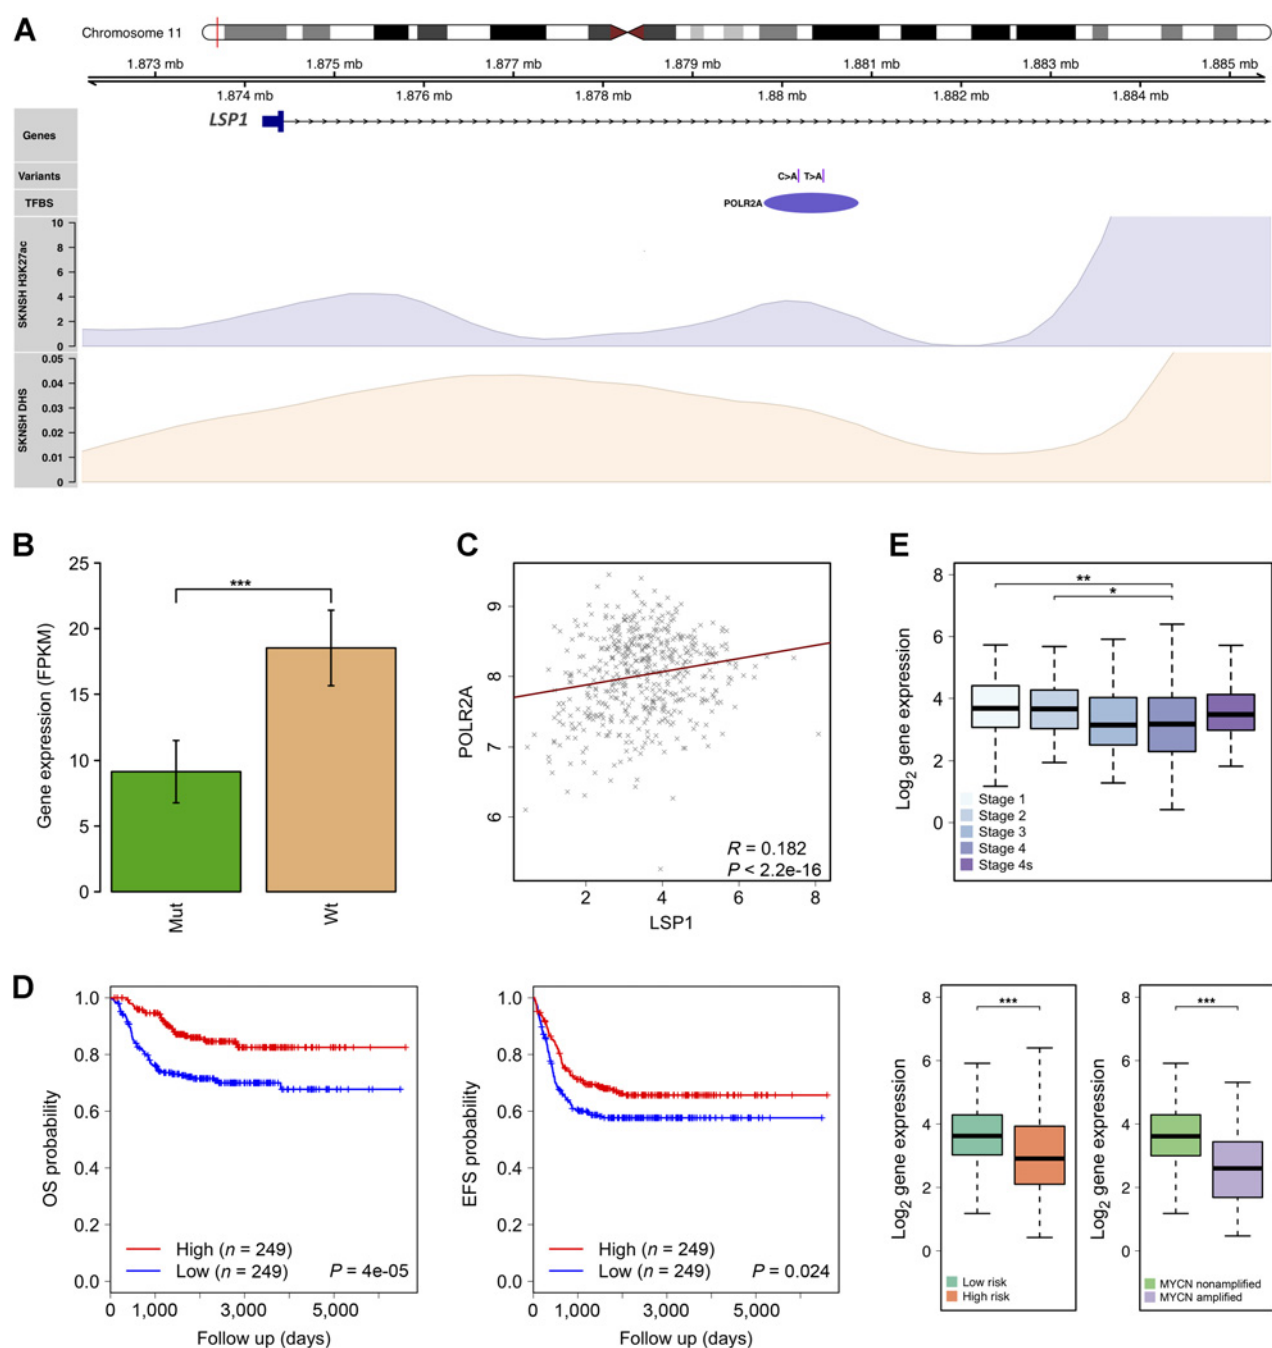 A
Chromosome 11
1.873 mb 1.875 mb 1.877 mb 1.879 mb 1.881 mb 1.883 mb 1.885 mb
1.874 mb 1.876 mb 1.878 mb 1.88 mb 1.882 mb 1.884 mb
LSP1
Genes
Variants
C>A T>A
TFBS
POLR2A
SKNSH H3K27ac
10
8
6
4
2
0
SKNSH DHS
0.05
0.04
0.03
0.02
0.01
0
B
Gene expression (FPKM)
25
20
15
10
5
0
***
Mut Wt
C
POLR2A
9
8
7
6
R = 0.182
P < 2.2e-16
2 4 6 8
LSP1
E
Log2 gene expression
8
6
4
2
0
**
*
Stage 1
Stage 2
Stage 3
Stage 4
Stage 4s
D
OS probability
1.0
0.8
0.6
0.4
0.2
0.0
High (n = 249)
Low (n = 249) P = 4e-05
0 1,000 3,000 5,000
Follow up (days)
EFS probability
1.0
0.8
0.6
0.4
0.2
0.0
High (n = 249)
Low (n = 249) P = 0.024
0 1,000 3,000 5,000
Follow up (days)
Log2 gene expression
8
6
4
2
0
***
Low risk
High risk
Log2 gene expression
8
6
4
2
0
***
MYCN nonamplified
MYCN amplified